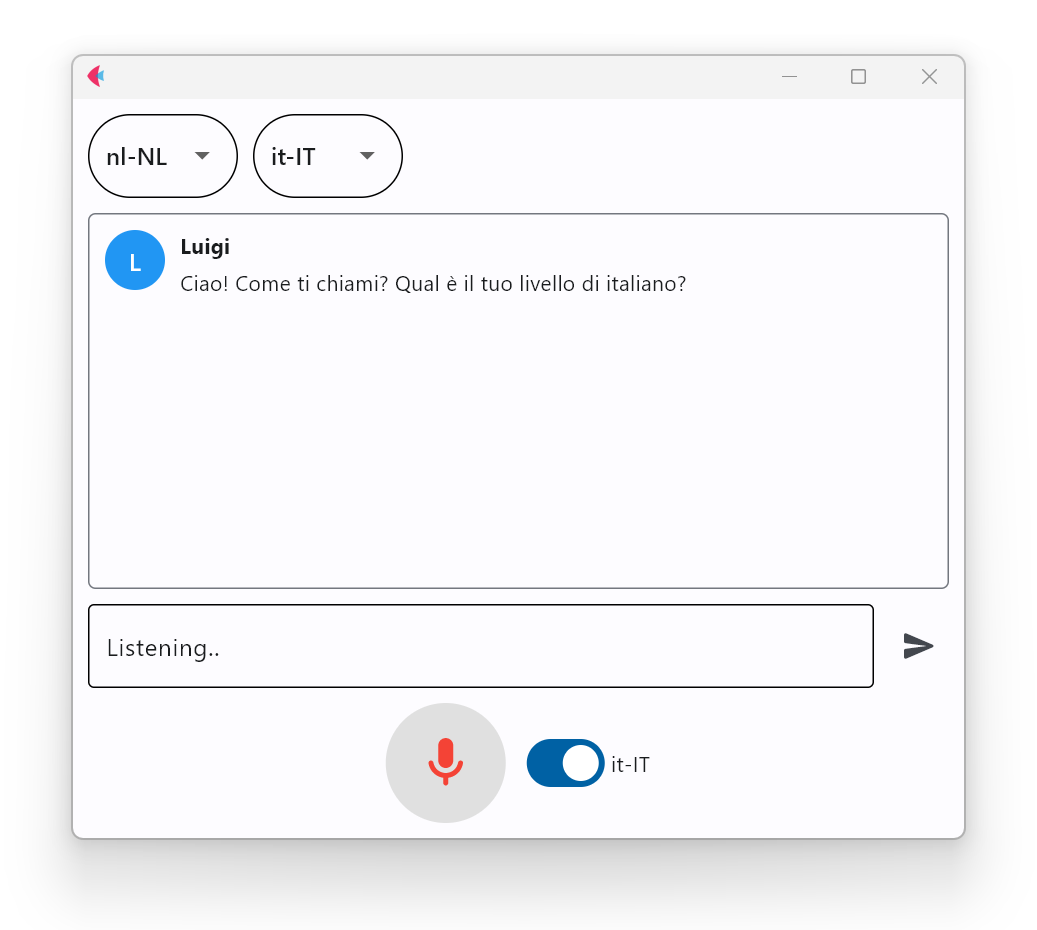 nl-NL it-IT
L
Luigi
Ciao! Come ti chiami? Qual è il tuo livello di italiano?
Listening..
it-IT